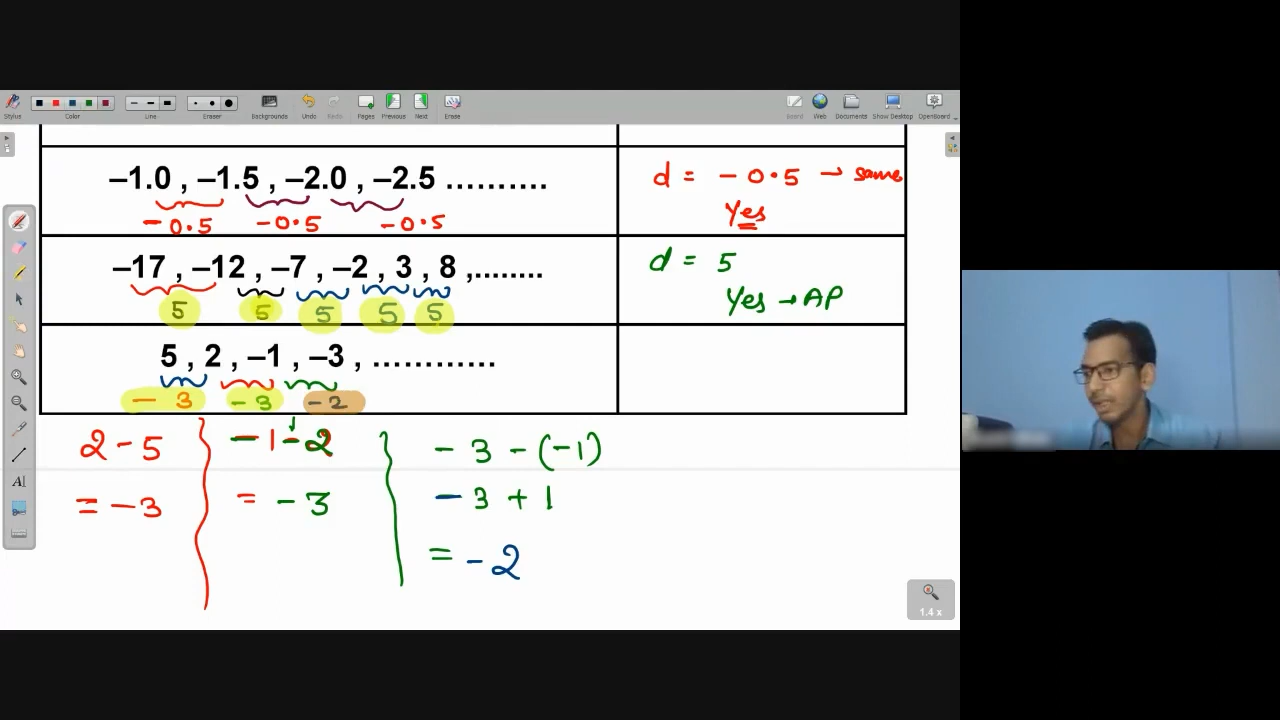 Stylus Color Line Eraser Backgrounds Undo Redo Pages Previous Next Erase Board Web Documents Show Desktop OpenBoard
–1.0 , –1.5 , –2.0 , –2.5 ..........
-0.5 -0.5 -0.5
d = -0.5 → same
Yes
–17 , –12 , –7 , –2 , 3 , 8 ,........
5 5 5 5 5
d = 5
Yes → AP
5 , 2 , –1 , –3 , ............
-3 -3 -2
2 - 5
= -3
-1 - 2
= -3
-3 - (-1)
-3 + 1
= -2
1.4 x